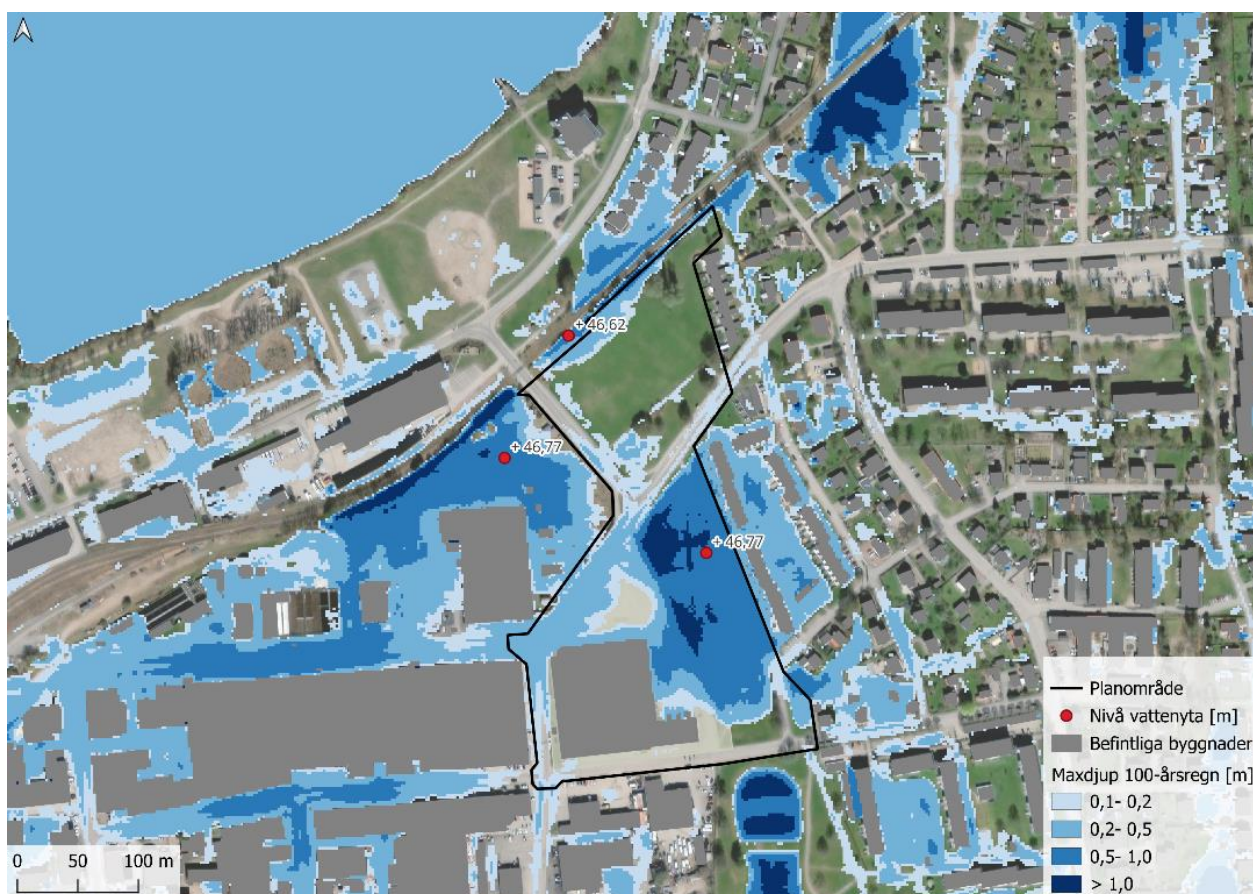 + 46,62
+ 46,77
+ 46,77
Planområde
Nivå vattenyta [m]
Befintliga byggnader
Maxdjup 100-årsregn [m]
0,1- 0,2
0,2- 0,5
0,5- 1,0
> 1,0
0 50 100 m